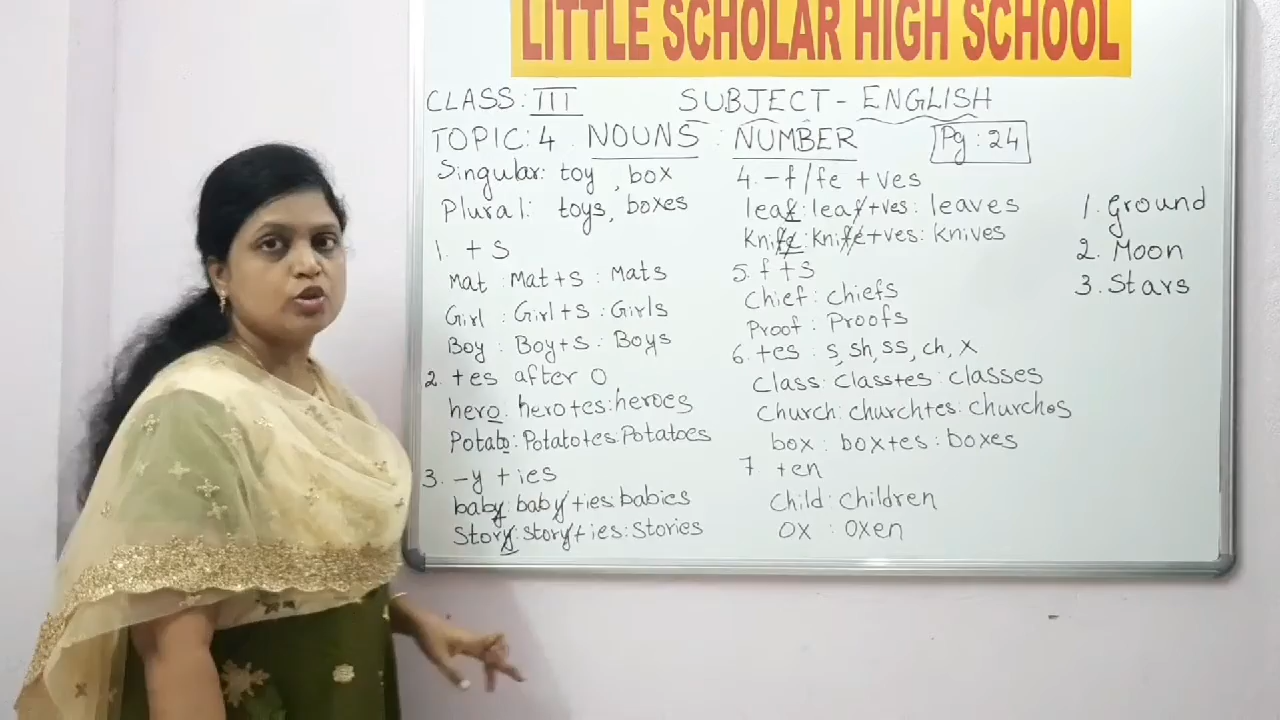 LITTLE SCHOLAR HIGH SCHOOL
CLASS: III SUBJECT - ENGLISH
TOPIC: 4. NOUNS : NUMBER Pg: 24
Singular: toy, box
Plural: toys, boxes
1. + s
Mat : Mat+s : Mats
Girl : Girl+s : Girls
Boy : Boy+s : Boys
2. +es after o
hero: hero+es: heroes
Potato: Potato+es: Potatoes
3. -y +ies
baby: baby+ies: babies
Story: story+ies: Stories
4. -f/fe +ves
leaf: leaf+ves: leaves
Knife: Knife+ves: Knives
5. f + s
Chief: chiefs
Proof: Proofs
6. +es : s, sh, ss, ch, x
Class: Class+es: classes
Church: church+es: churches
box: box+es: boxes
7 +en
Child: Children
Ox : Oxen
1. Ground
2. Moon
3. Stars